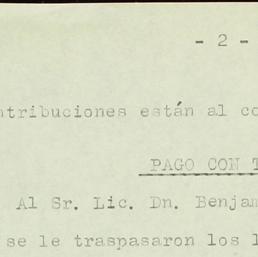 - 2 -
ntribuciones están al co
PAGO CON T
Al Sr. Lic. Dn. Benjam
se le traspasaron los l